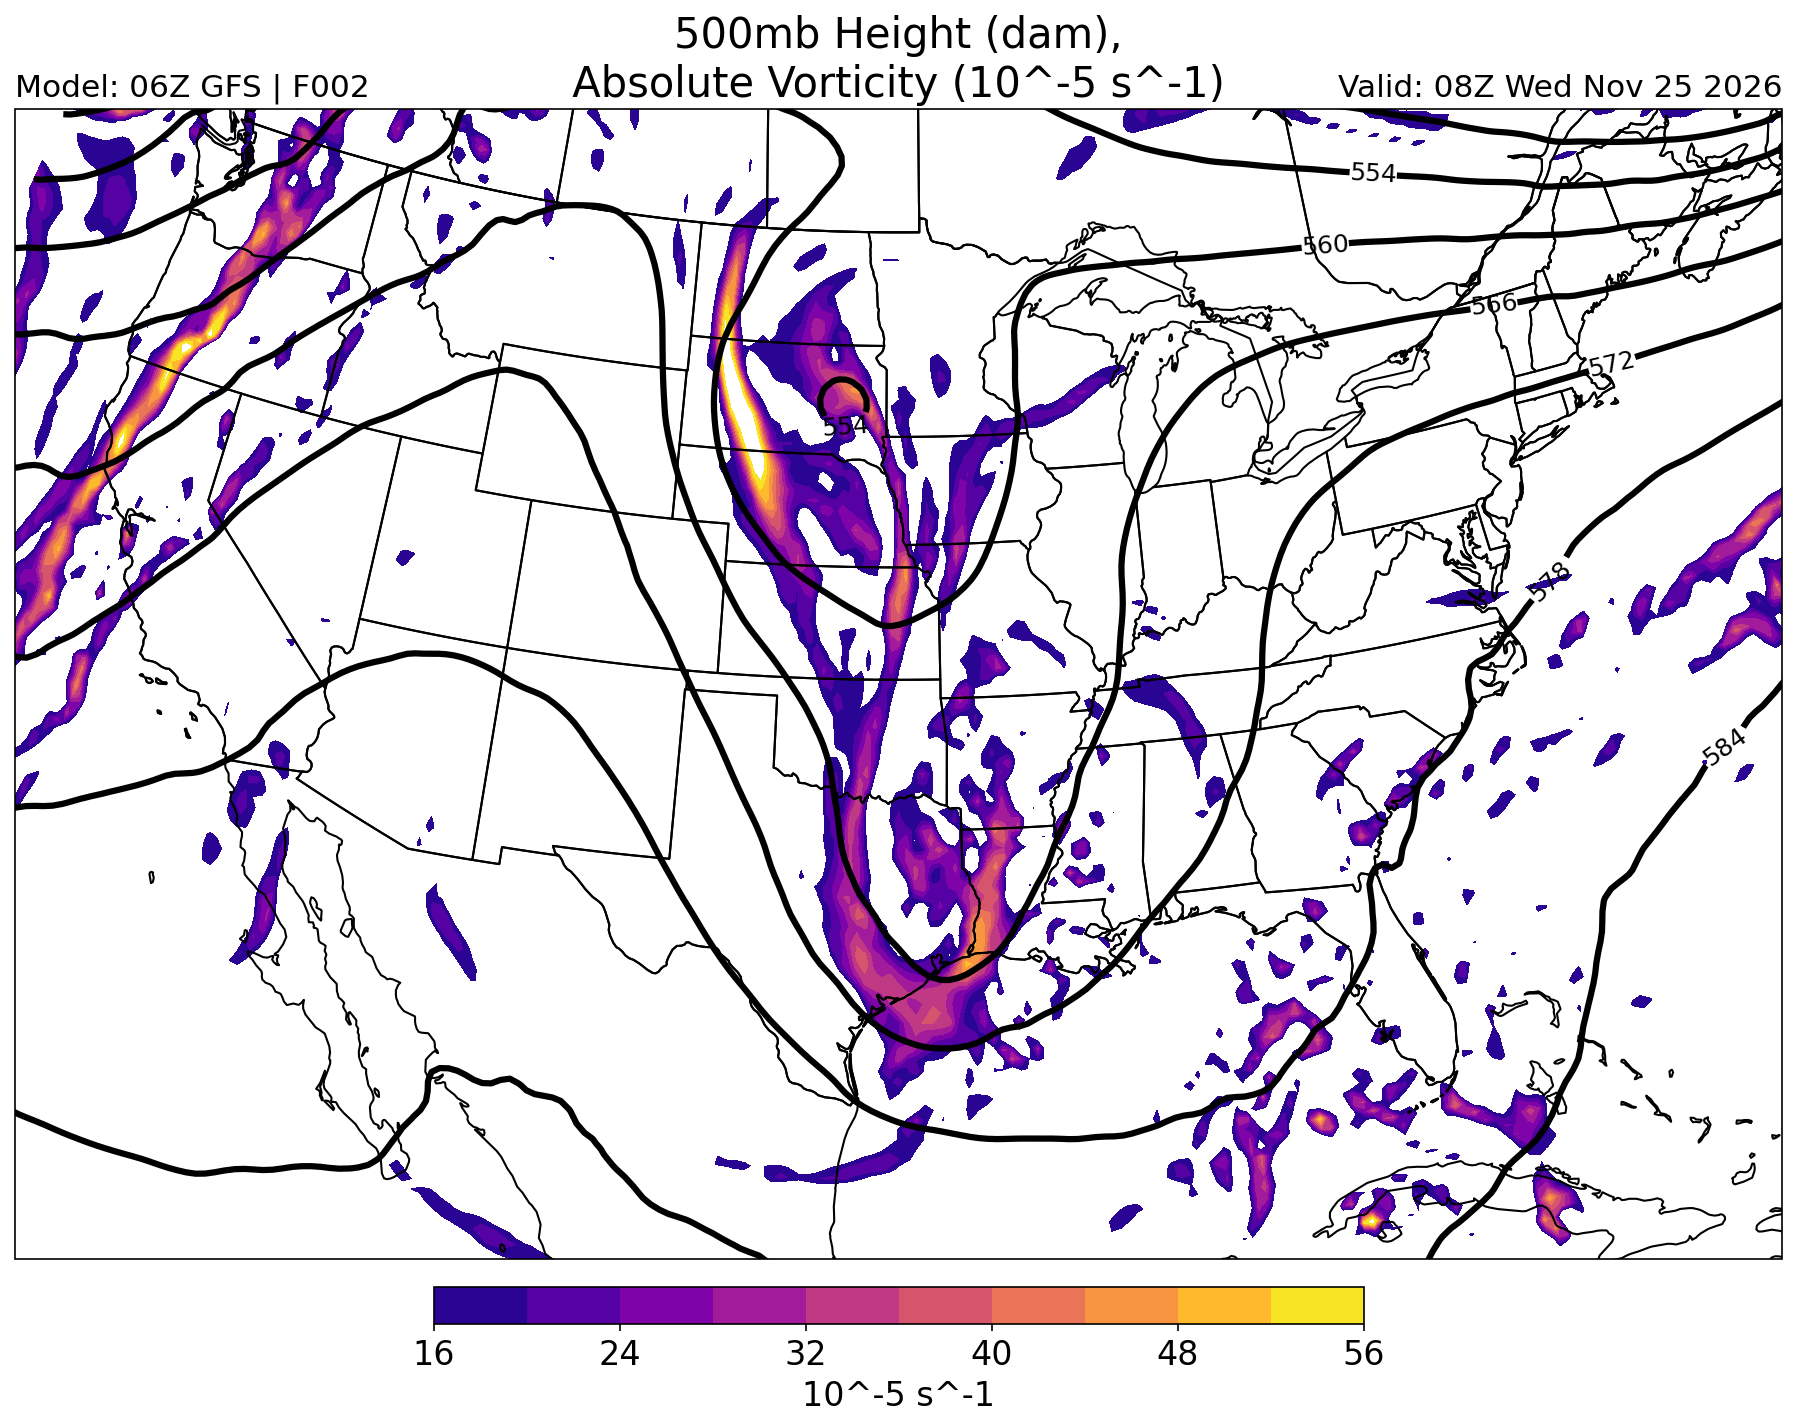 500mb Height (dam),
Absolute Vorticity (10^-5 s^-1)
Model: 06Z GFS | F002
Valid: 08Z Wed Nov 25 2026
554
560
566
572
554
578
584
16 24 32 40 48 56
10^-5 s^-1